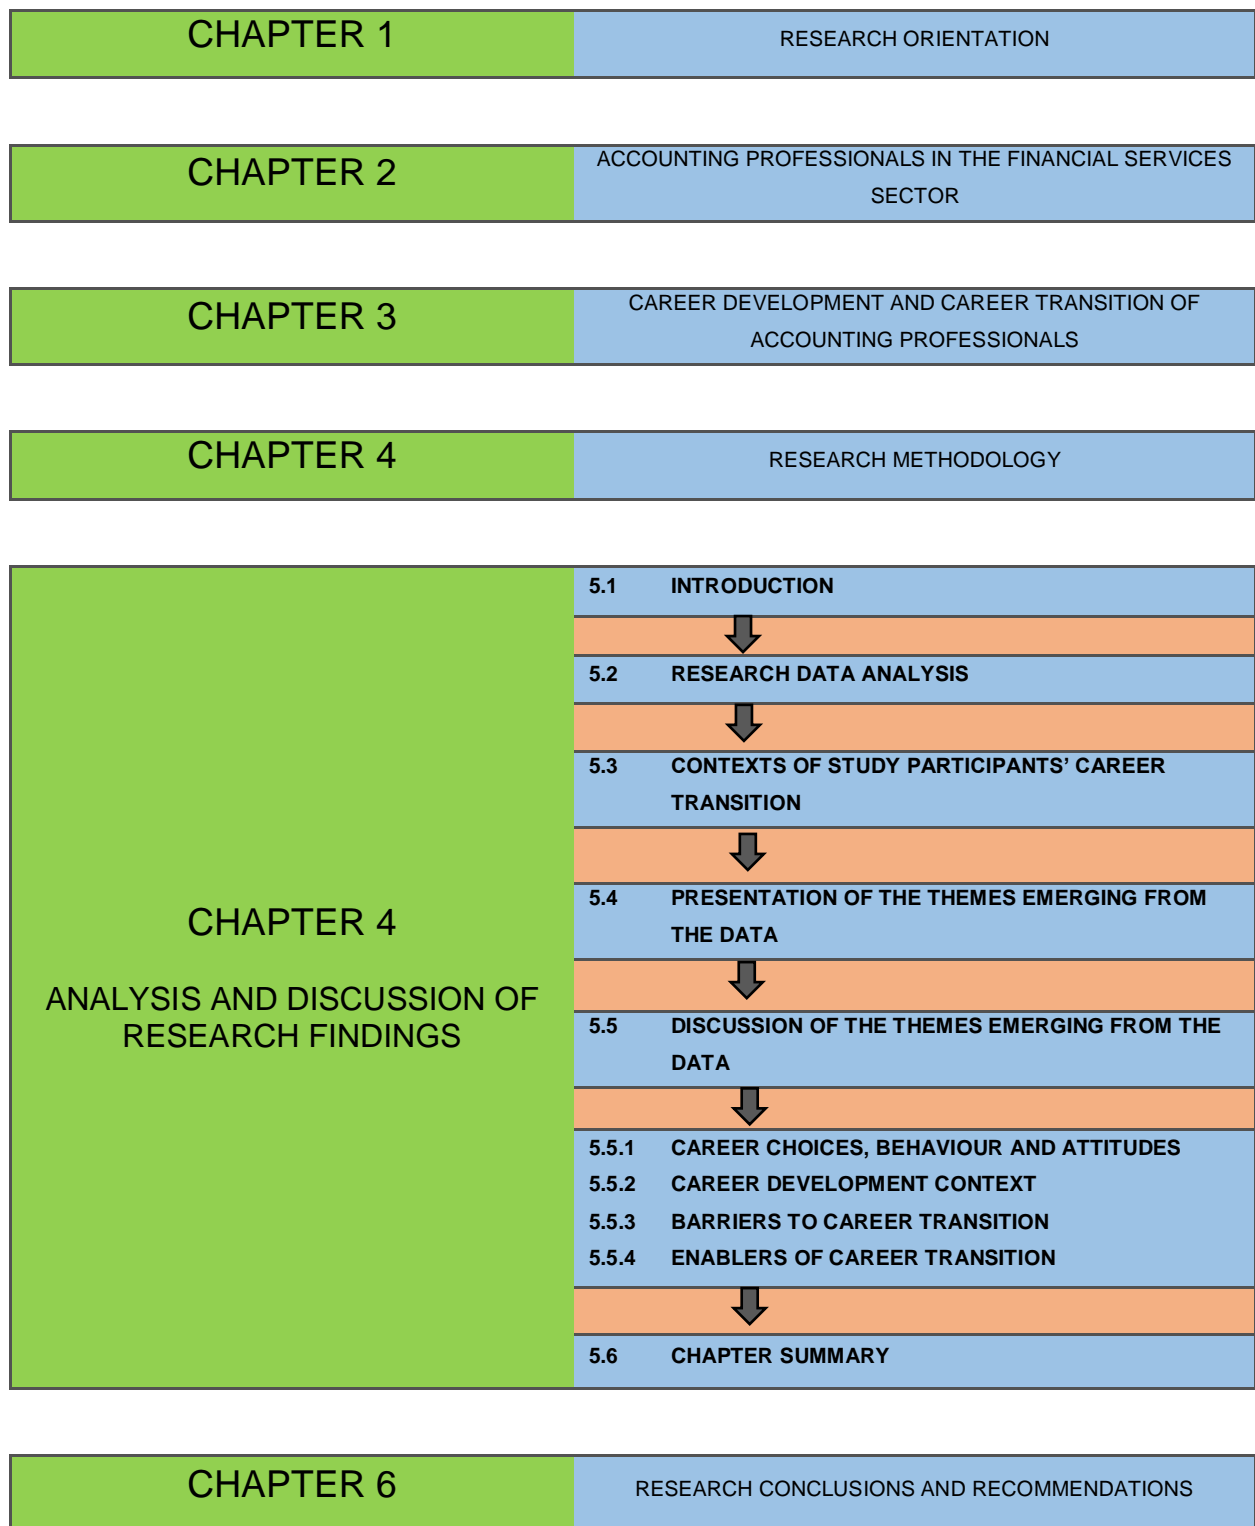 CHAPTER 1
RESEARCH ORIENTATION
CHAPTER 2
ACCOUNTING PROFESSIONALS IN THE FINANCIAL SERVICES
SECTOR
CHAPTER 3
CAREER DEVELOPMENT AND CAREER TRANSITION OF
ACCOUNTING PROFESSIONALS
CHAPTER 4
RESEARCH METHODOLOGY
CHAPTER 4
ANALYSIS AND DISCUSSION OF
RESEARCH FINDINGS
5.1 INTRODUCTION
5.2 RESEARCH DATA ANALYSIS
5.3 CONTEXTS OF STUDY PARTICIPANTS’ CAREER
TRANSITION
5.4 PRESENTATION OF THE THEMES EMERGING FROM
THE DATA
5.5 DISCUSSION OF THE THEMES EMERGING FROM THE
DATA
5.5.1 CAREER CHOICES, BEHAVIOUR AND ATTITUDES
5.5.2 CAREER DEVELOPMENT CONTEXT
5.5.3 BARRIERS TO CAREER TRANSITION
5.5.4 ENABLERS OF CAREER TRANSITION
5.6 CHAPTER SUMMARY
CHAPTER 6
RESEARCH CONCLUSIONS AND RECOMMENDATIONS